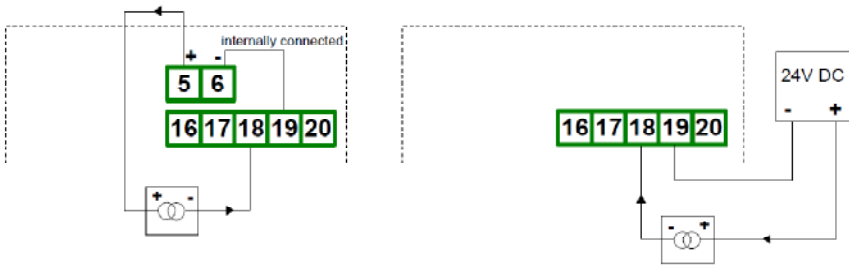 internally connected
+ -
5 6
16 17 18 19 20
+ -
24V DC
- +
16 17 18 19 20
- +